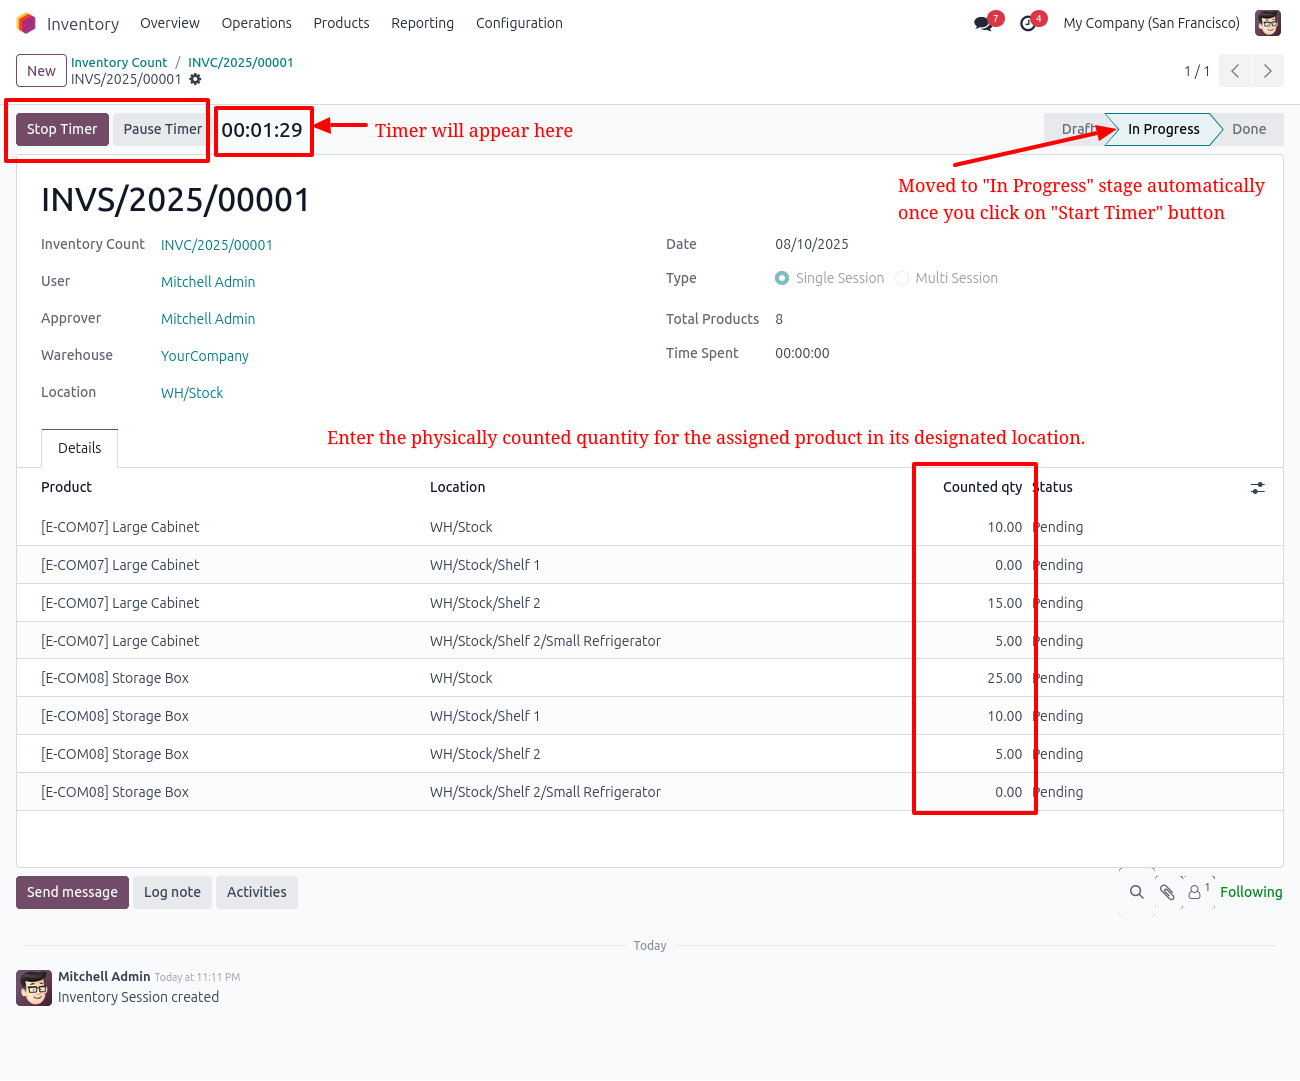 Inventory Overview Operations Products Reporting Configuration 7 4 My Company (San Francisco)
New Inventory Count / INVC/2025/00001
INVS/2025/00001 1 / 1
Stop Timer Pause Timer 00:01:29 Timer will appear here Draft In Progress Done
Moved to "In Progress" stage automatically
once you click on "Start Timer" button
INVS/2025/00001
Inventory Count INVC/2025/00001 Date 08/10/2025
User Mitchell Admin Type Single Session Multi Session
Approver Mitchell Admin Total Products 8
Warehouse YourCompany Time Spent 00:00:00
Location WH/Stock
Enter the physically counted quantity for the assigned product in its designated location.
Details
Product Location Counted qty Status
[E-COM07] Large Cabinet WH/Stock 10.00 Pending
[E-COM07] Large Cabinet WH/Stock/Shelf 1 0.00 Pending
[E-COM07] Large Cabinet WH/Stock/Shelf 2 15.00 Pending
[E-COM07] Large Cabinet WH/Stock/Shelf 2/Small Refrigerator 5.00 Pending
[E-COM08] Storage Box WH/Stock 25.00 Pending
[E-COM08] Storage Box WH/Stock/Shelf 1 10.00 Pending
[E-COM08] Storage Box WH/Stock/Shelf 2 5.00 Pending
[E-COM08] Storage Box WH/Stock/Shelf 2/Small Refrigerator 0.00 Pending
Send message Log note Activities 1 Following
Today
Mitchell Admin Today at 11:11 PM
Inventory Session created